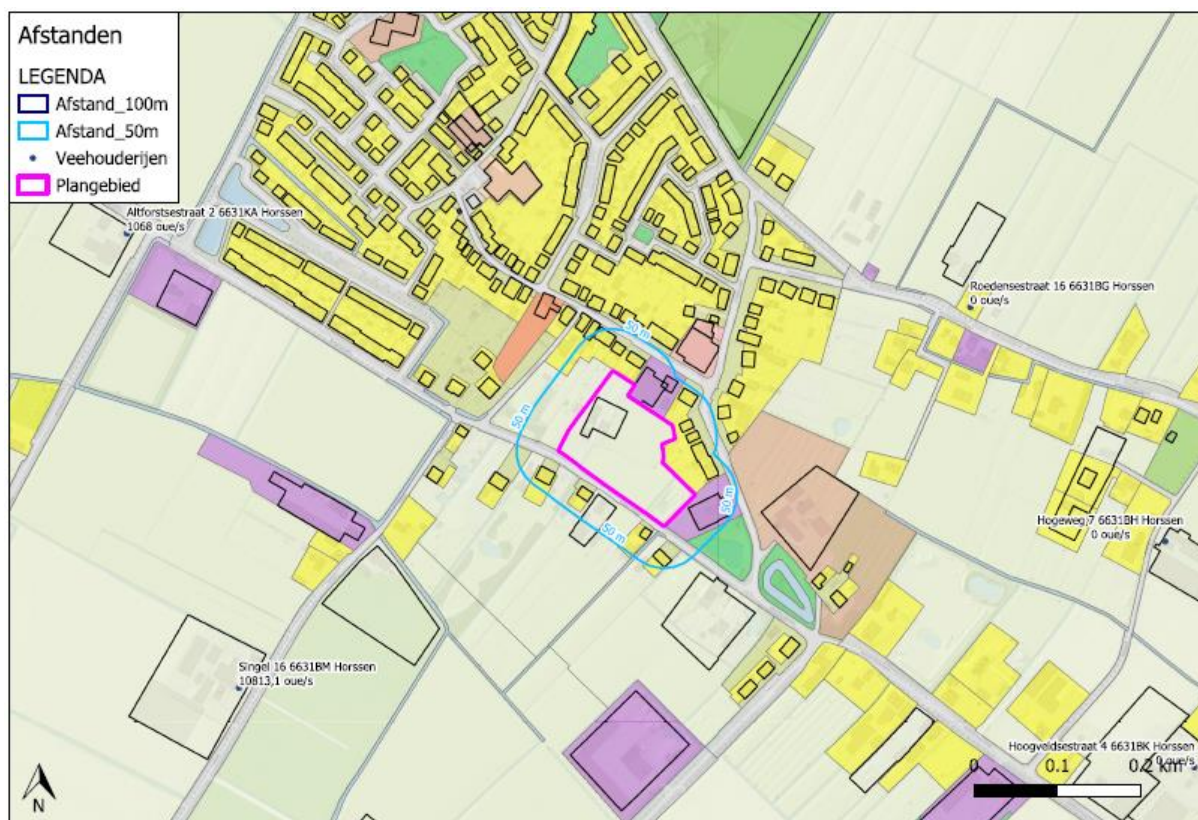 Afstanden
LEGENDA
Afstand_100m
Afstand_50m
Veehouderijen
Plangebied
Altforstsestraat 2 6631KA Horssen
1068 oue/s
Roedensestraat 16 6631BG Horssen
0 oue/s
50 m
50 m
50 m
50 m
Hogeweg 7 6631BH Horssen
0 oue/s
Singel 16 6631BM Horssen
10813,1 oue/s
Hoogveldsestraat 4 6631BK Horssen
0 oue/s
0 0.1 0.2 km
N